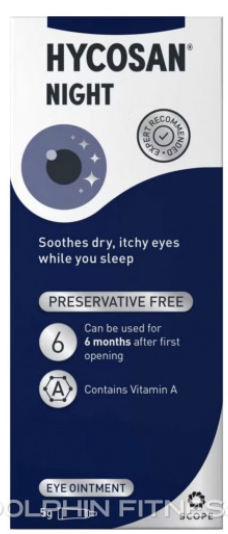 HYCOSAN®
NIGHT
EXPERT RECOMMENDED
Soothes dry, itchy eyes
while you sleep
PRESERVATIVE FREE
6
Can be used for
6 months after first
opening
A
Contains Vitamin A
EYE OINTMENT
5g
SCOPE
DOLPHIN FITNESS